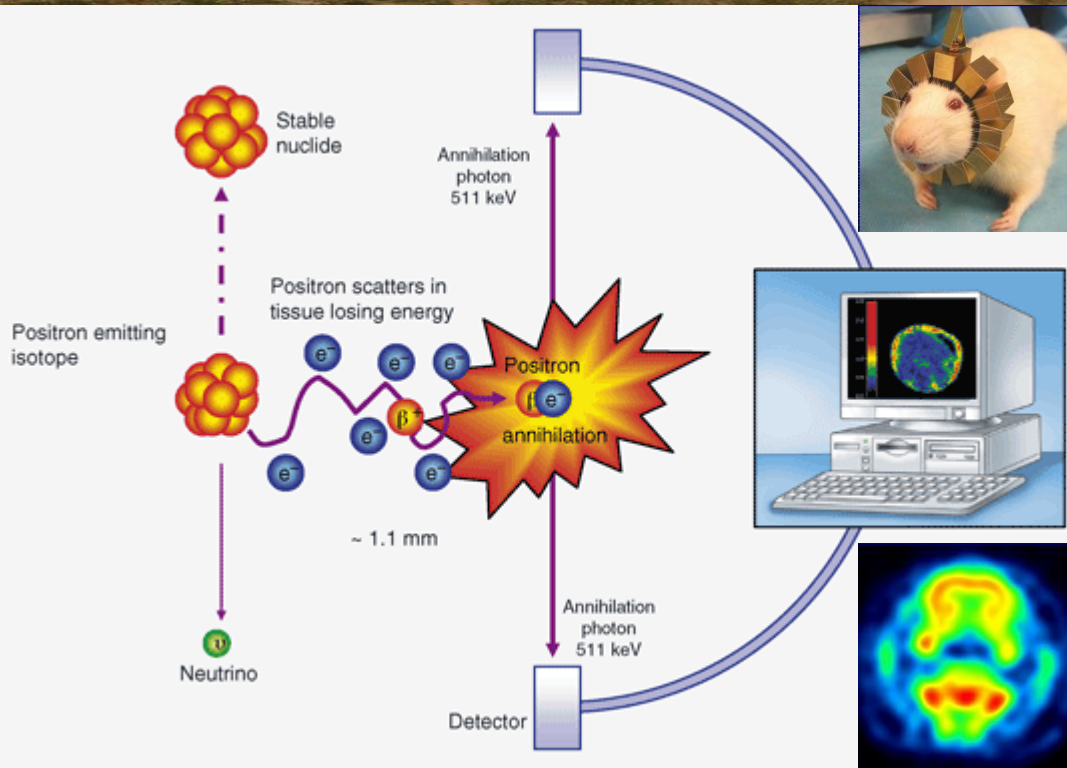 Stable
nuclide
Annihilation
photon
511 keV
Positron scatters in
tissue losing energy
Positron emitting
isotope
e⁻
e⁻
e⁻
Positron
β⁺
β e⁻
e⁻
annihilation
e⁻
e⁻
~ 1.1 mm
Annihilation
photon
511 keV
υ
Neutrino
Detector